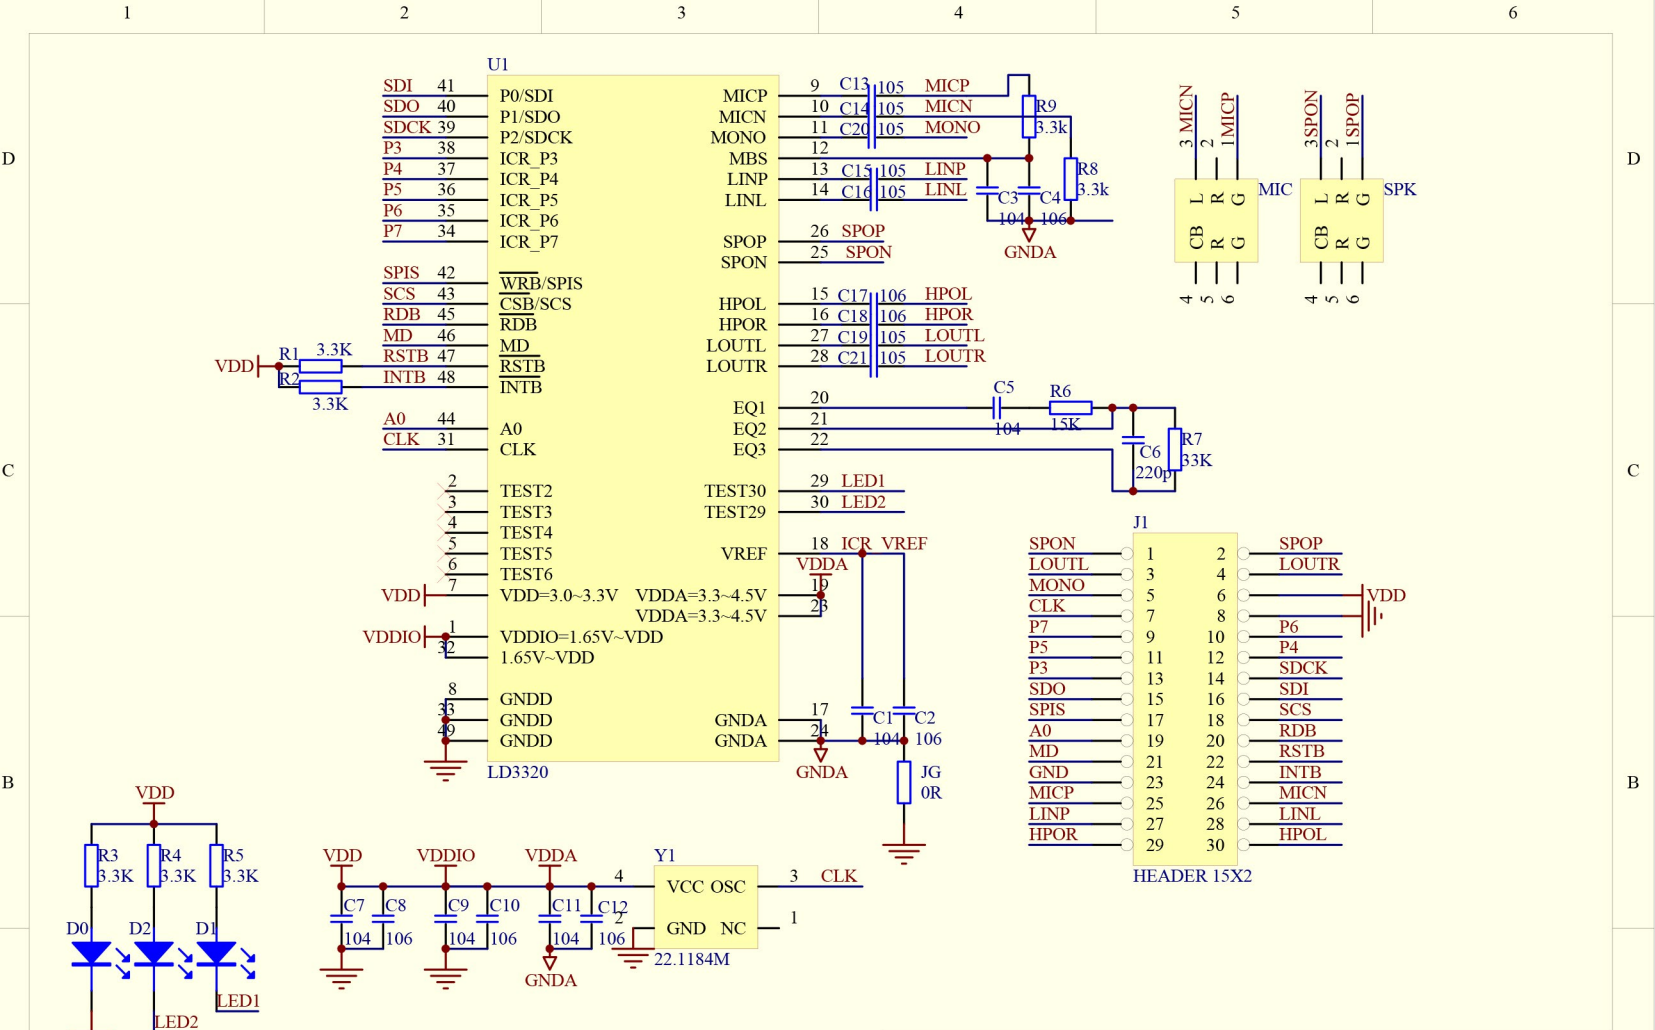 1 2 3 4 5 6
U1
SDI 41 P0/SDI MICP 9 C13 105 MICP
SDO 40 P1/SDO MICN 10 C14 105 MICN R9
SDCK 39 P2/SDCK MONO 11 C20 105 MONO 3.3k
P3 38 ICR_P3 MBS 12
P4 37 ICR_P4 LINP 13 C15 105 LINP R8
P5 36 ICR_P5 LINL 14 C16 105 LINL C3 C4 3.3k
P6 35 ICR_P6 104 106
P7 34 ICR_P7 SPOP 26 SPOP
SPON 25 SPON GNDA
SPIS 42 WRB/SPIS
SCS 43 CSB/SCS HPOL 15 C17 106 HPOL
RDB 45 RDB HPOR 16 C18 106 HPOR
MD 46 MD LOUTL 27 C19 105 LOUTL
VDD R1 3.3K RSTB 47 RSTB LOUTR 28 C21 105 LOUTR
R2 3.3K INTB 48 INTB
EQ1 20 C5 104 R6 15K
A0 44 A0 EQ2 21
CLK 31 CLK EQ3 22 C6 220p R7 33K
2 TEST2 TEST30 29 LED1
3 TEST3 TEST29 30 LED2
4 TEST4
5 TEST5 VREF 18 ICR_VREF
6 TEST6 VDDA
VDD 7 VDD=3.0~3.3V VDDA=3.3~4.5V 19
VDDA=3.3~4.5V 23
VDDIO 1 VDDIO=1.65V~VDD
32 1.65V~VDD
8 GNDD
33 GNDD GNDA 17 C1 C2
49 GNDD GNDA 24 104 106
LD3320 GNDA JG
0R
3 MICN 2 1 MICP
L R G MIC
CB R G
4 5 6
3 SPON 2 1 SPOP
L R G SPK
CB R G
4 5 6
J1
SPON 1 2 SPOP
LOUTL 3 4 LOUTR
MONO 5 6 VDD
CLK 7 8
P7 9 10 P6
P5 11 12 P4
P3 13 14 SDCK
SDO 15 16 SDI
SPIS 17 18 SCS
A0 19 20 RDB
MD 21 22 RSTB
GND 23 24 INTB
MICP 25 26 MICN
LINP 27 28 LINL
HPOR 29 30 HPOL
HEADER 15X2
VDD
R3 R4 R5
3.3K 3.3K 3.3K
D0 D2 D1
LED1
LED2
VDD VDDIO VDDA
C7 C8 C9 C10 C11 C12
104 106 104 106 104 106
GNDA
Y1
4 VCC OSC 3 CLK
2 GND NC 1
22.1184M
D D
C C
B B